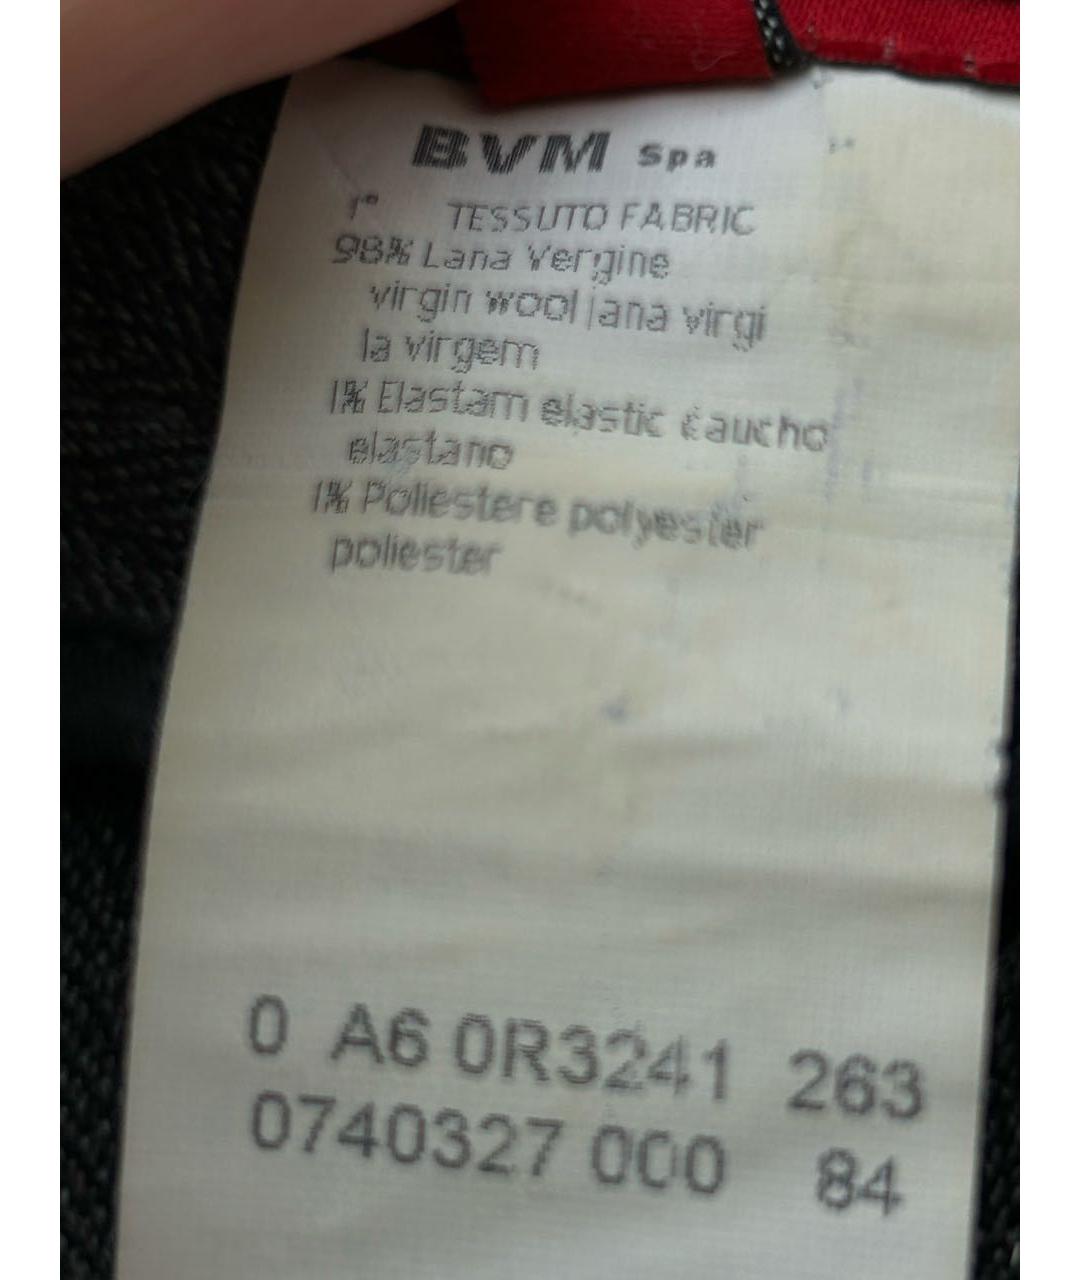 BVM Spa
1° TESSUTO FABRIC
98% Lana Vergine
virgin wool lana virgi
la virgem
1% Elastam elastic caucho
elastano
1% Poliestere polyester
poliester
0 A6 0R3241 263
0740327 000 84